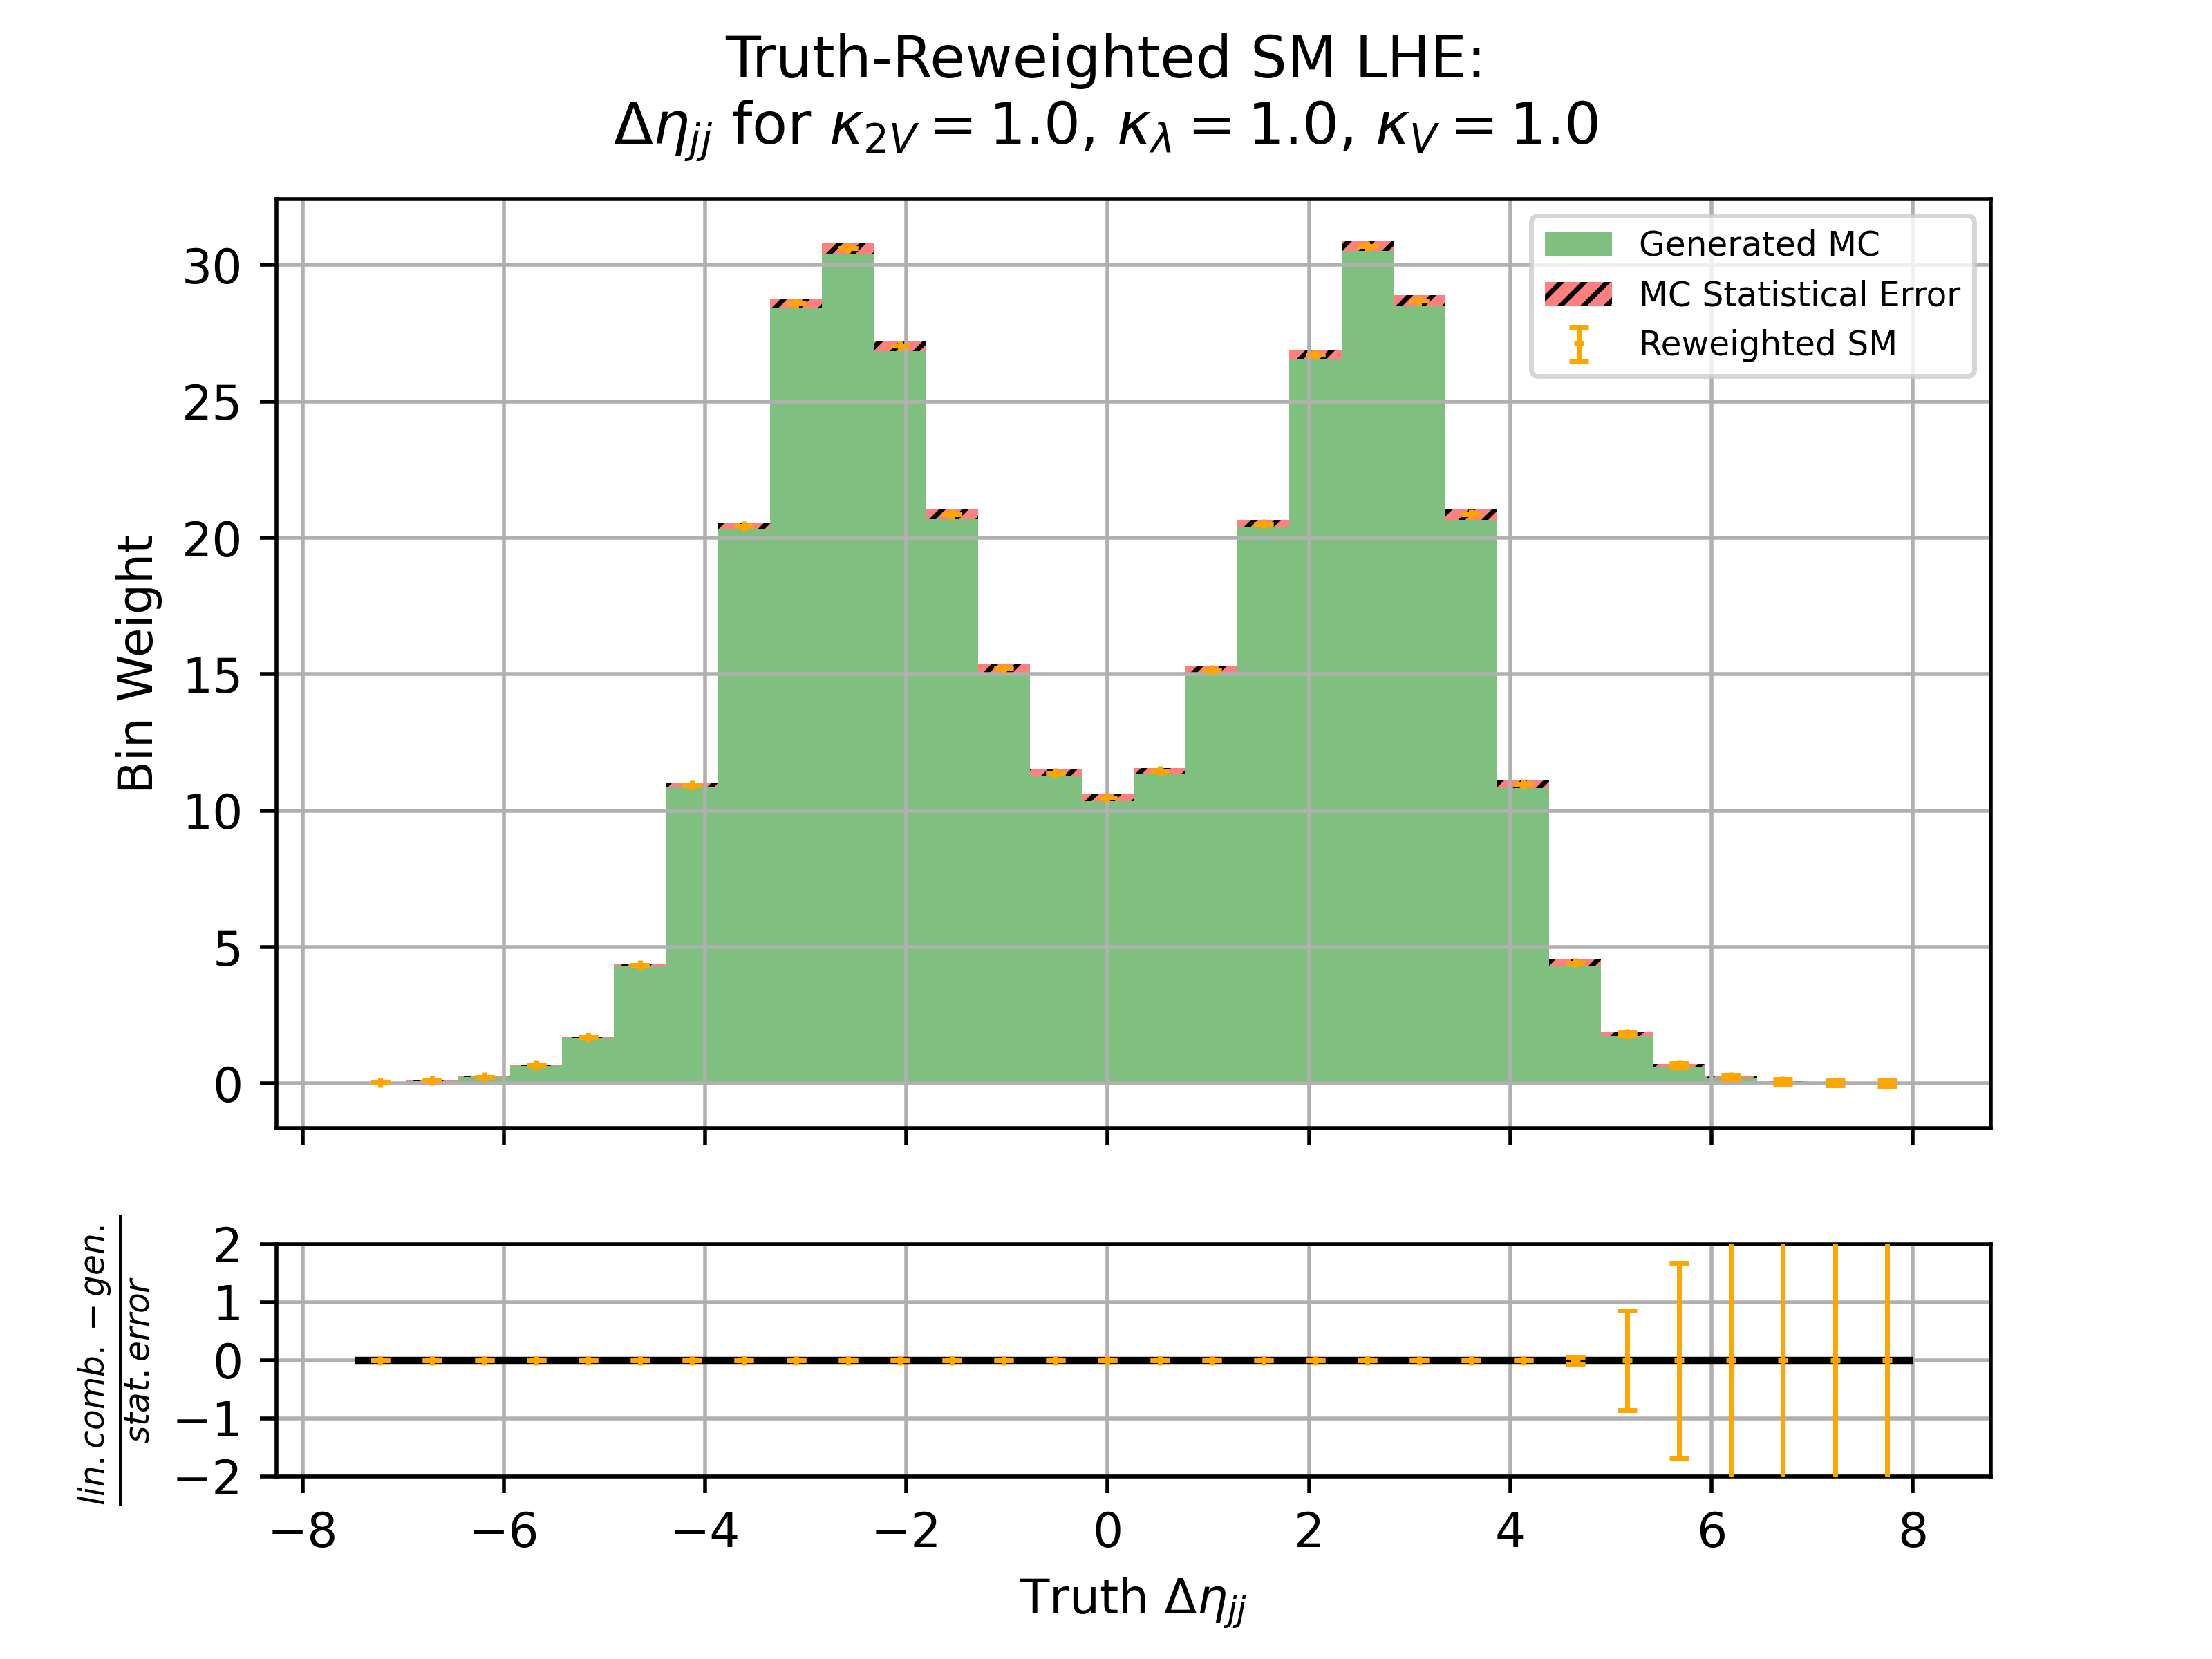 Truth-Reweighted SM LHE:
Δη_jj for κ_2V = 1.0, κ_λ = 1.0, κ_V = 1.0
Bin Weight
30
25
20
15
10
5
0
Generated MC
MC Statistical Error
Reweighted SM
lin. comb. − gen.
stat. error
2
1
0
−1
−2
−8 −6 −4 −2 0 2 4 6 8
Truth Δη_jj